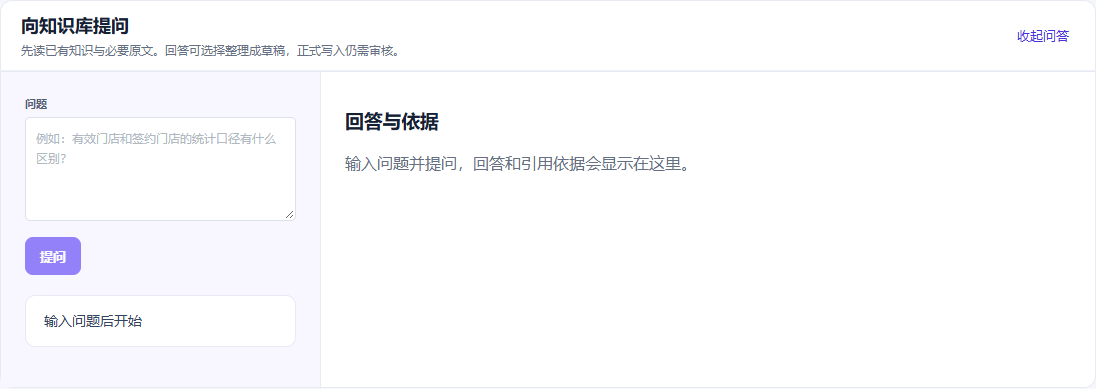 向知识库提问
先读已有知识与必要原文。回答可选择整理成草稿，正式写入仍需审核。
收起问答
问题
例如：有效门店和签约门店的统计口径有什么
区别？
提问
输入问题后开始
回答与依据
输入问题并提问，回答和引用依据会显示在这里。